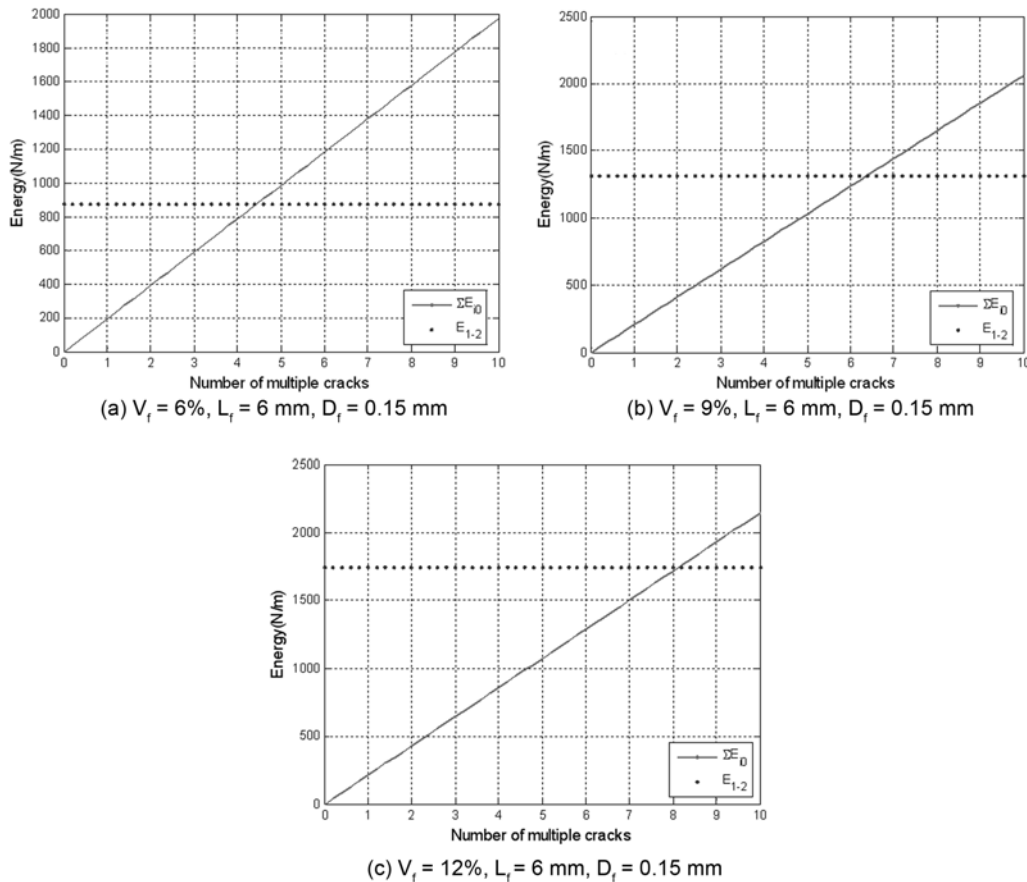 2000
1800
1600
1400
1200
1000
800
600
400
200
0
Energy(N/m)
0 1 2 3 4 5 6 7 8 9 10
Number of multiple cracks
ΣE_i0
E_1-2
(a) V_f = 6%, L_f = 6 mm, D_f = 0.15 mm
2500
2000
1500
1000
500
0
Energy(N/m)
0 1 2 3 4 5 6 7 8 9 10
Number of multiple cracks
ΣE_i0
E_1-2
(b) V_f = 9%, L_f = 6 mm, D_f = 0.15 mm
2500
2000
1500
1000
500
0
Energy(N/m)
0 1 2 3 4 5 6 7 8 9 10
Number of multiple cracks
ΣE_i0
E_1-2
(c) V_f = 12%, L_f = 6 mm, D_f = 0.15 mm